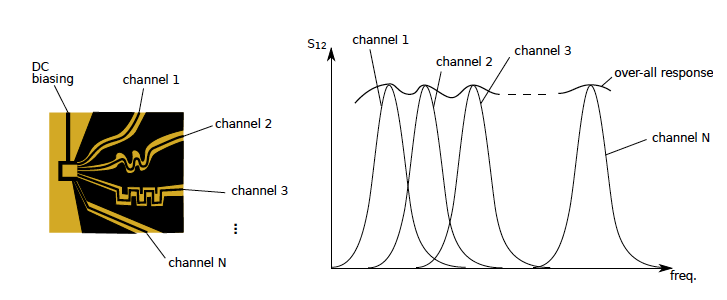 DC
biasing
channel 1
channel 2
channel 3
⋮
channel N
S12
channel 1
channel 2
channel 3
over-all response
channel N
freq.